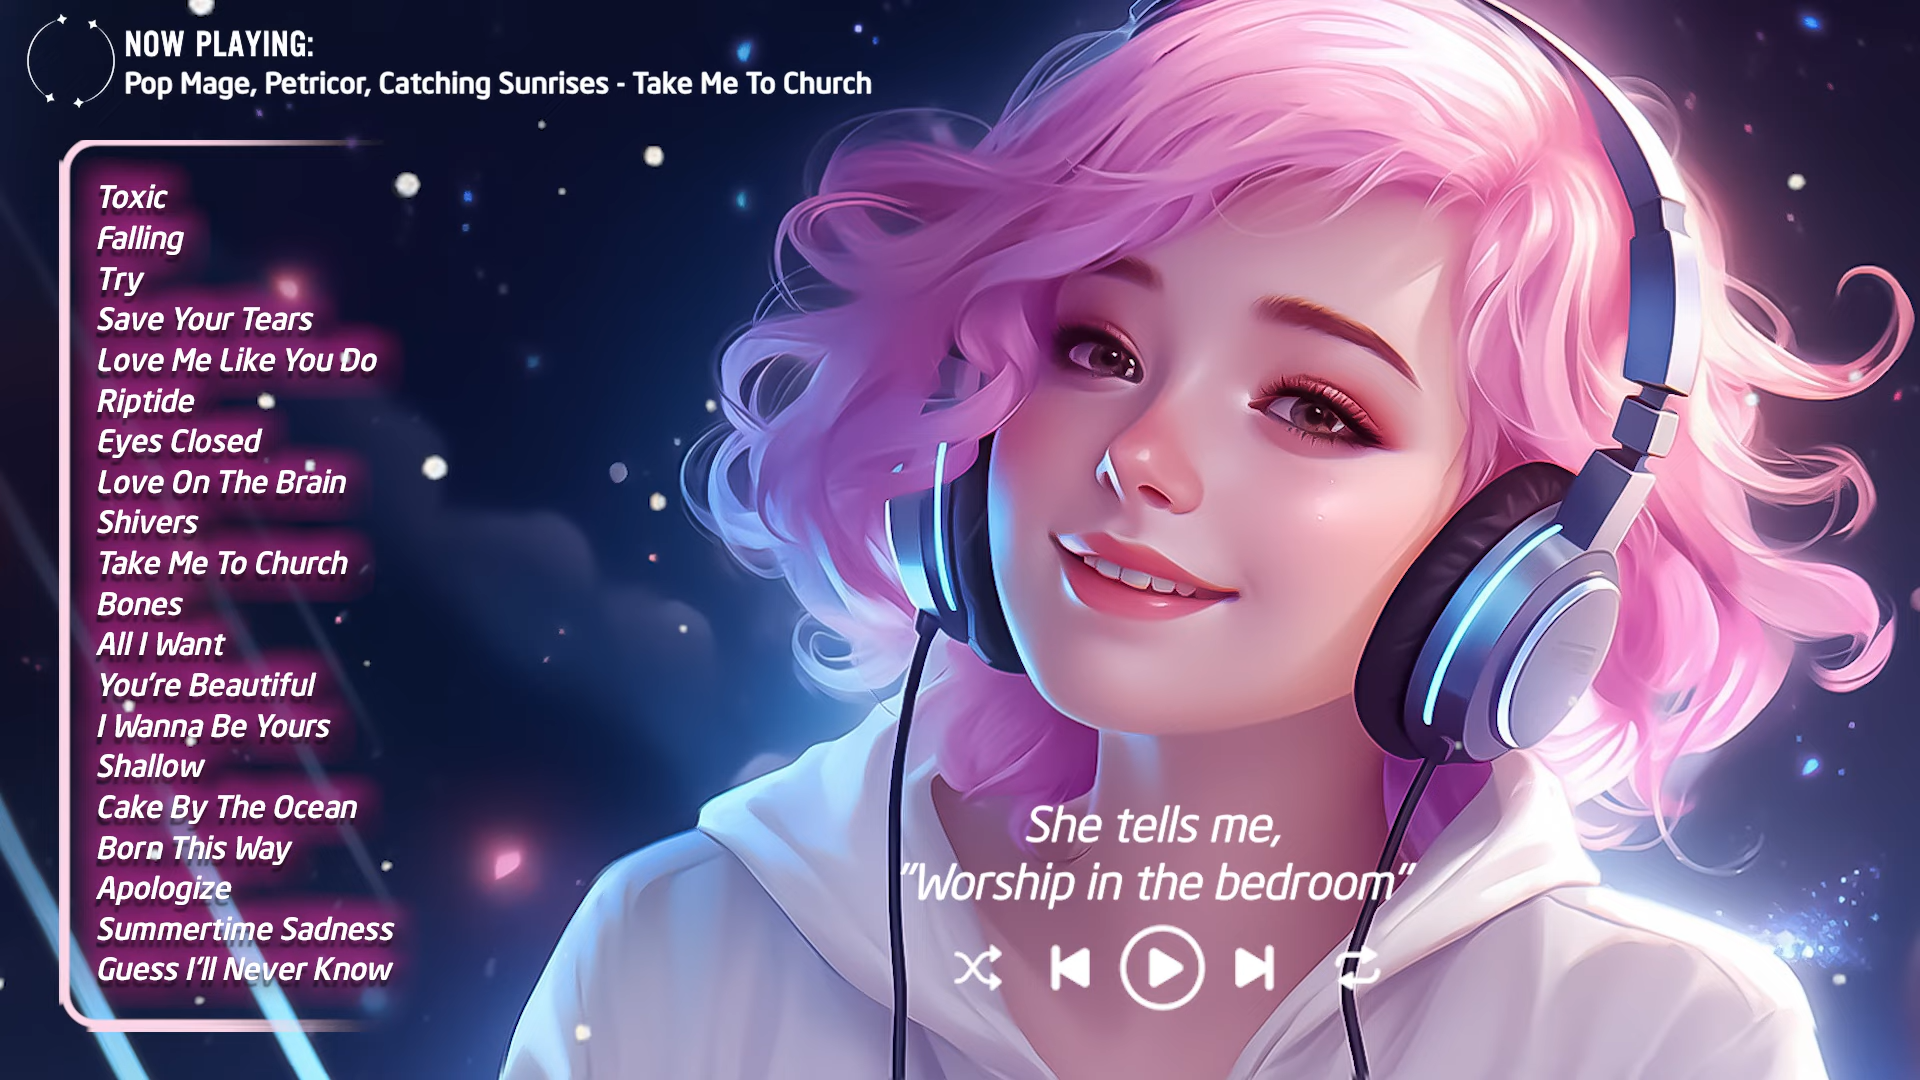 NOW PLAYING:
Pop Mage, Petricor, Catching Sunrises - Take Me To Church
Toxic
Falling
Try
Save Your Tears
Love Me Like You Do
Riptide
Eyes Closed
Love On The Brain
Shivers
Take Me To Church
Bones
All I Want
You're Beautiful
I Wanna Be Yours
Shallow
Cake By The Ocean
Born This Way
Apologize
Summertime Sadness
Guess I'll Never Know
She tells me,
"Worship in the bedroom"